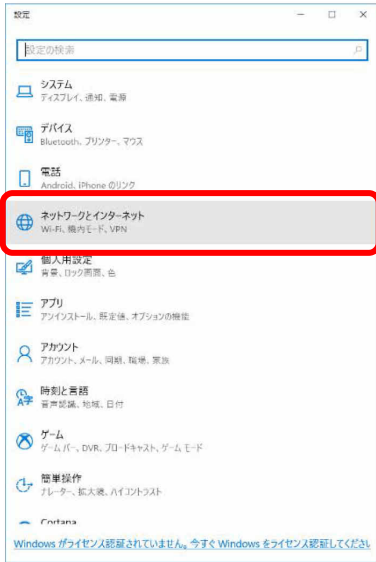 設定
設定の検索
システム
ディスプレイ、通知、電源
デバイス
Bluetooth、プリンター、マウス
電話
Android、iPhone のリンク
ネットワークとインターネット
Wi-Fi、機内モード、VPN
個人用設定
背景、ロック画面、色
アプリ
アンインストール、既定値、オプションの機能
アカウント
アカウント、メール、同期、職場、家族
時刻と言語
音声認識、地域、日付
ゲーム
ゲーム バー、DVR、ブロードキャスト、ゲーム モード
簡単操作
ナレーター、拡大鏡、ハイコントラスト
Cortana
Windows がライセンス認証されていません。今すぐ Windows をライセンス認証してくださ